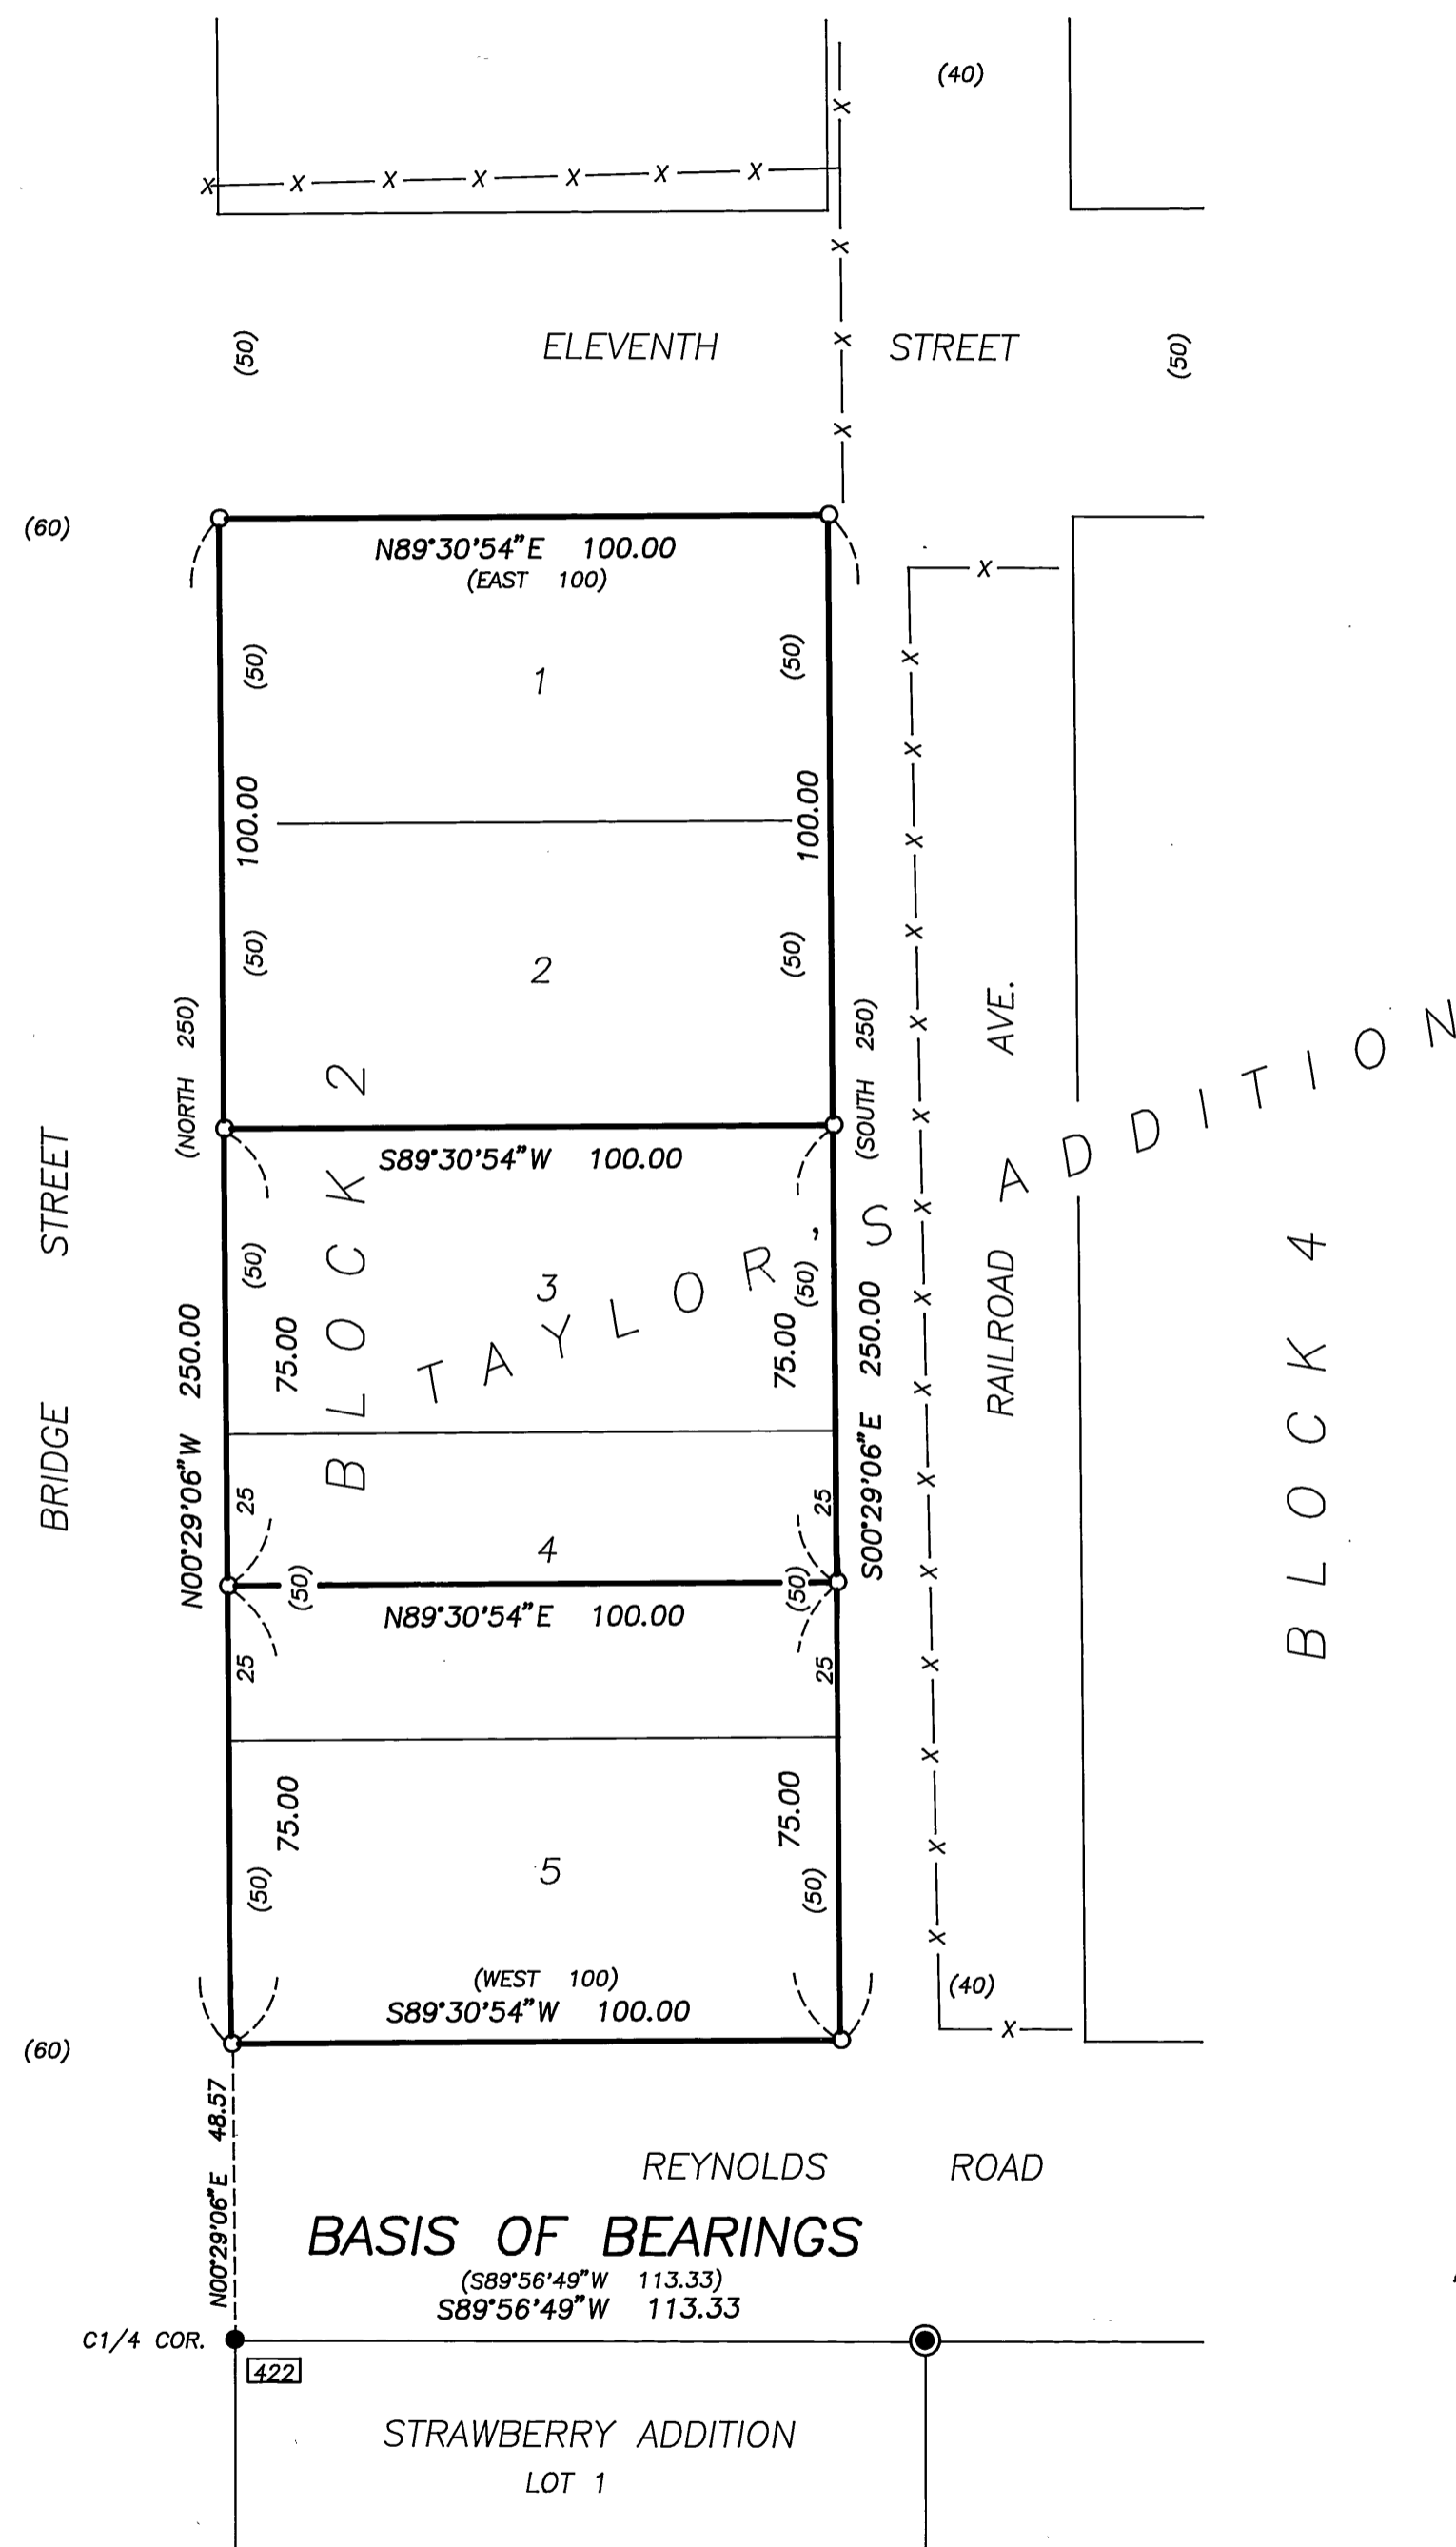 (40)
X
X X X X X X X
X
(50)
ELEVENTH STREET
(50)
X
X
(60)
N89°30'54"E 100.00
(EAST 100)
X
(50)
1
(50)
X
X
100.00
100.00
X
(50)
2
(50)
X
(NORTH 250)
(SOUTH 250)
X
RAILROAD AVE.
BLOCK 2
X
S89°30'54"W 100.00
TAYLOR'S ADDITION
BRIDGE STREET
X
(50)
3
(50)
X
75.00
75.00
N00°29'06"W 250.00
S00°29'06"E 250.00
BLOCK 4
X
X
25
25
4
X
(50)
(50)
N89°30'54"E 100.00
25
25
X
X
75.00
75.00
X
(50)
5
(50)
X
(WEST 100)
S89°30'54"W 100.00
(40)
X
(60)
N00°29'06"E 48.57
REYNOLDS ROAD
BASIS OF BEARINGS
(S89°56'49"W 113.33)
S89°56'49"W 113.33
C1/4 COR.
422
STRAWBERRY ADDITION
LOT 1